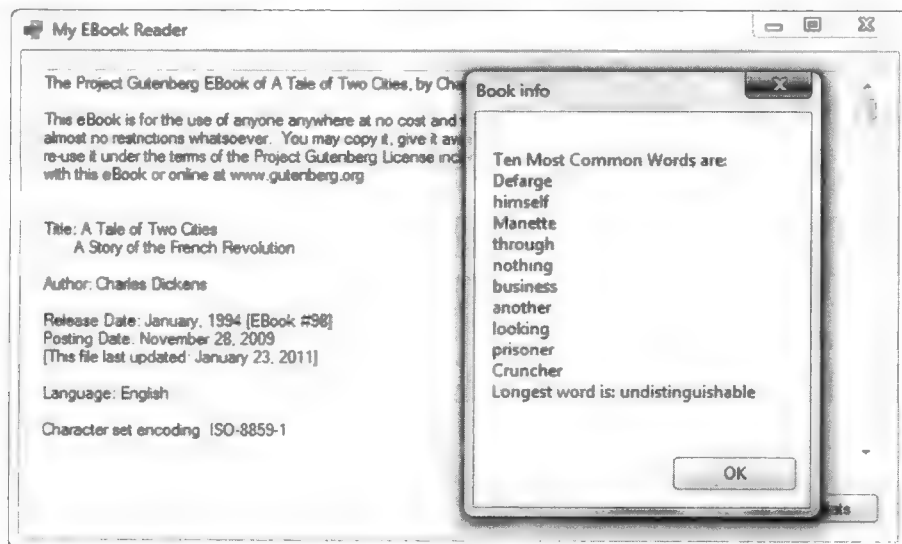 My EBook Reader
The Project Gutenberg EBook of A Tale of Two Cities, by Cha
This eBook is for the use of anyone anywhere at no cost and
almost no restrictions whatsoever. You may copy it, give it
re-use it under the terms of the Project Gutenberg License
with this eBook or online at www.gutenberg.org
Title: A Tale of Two Cities
A Story of the French Revolution
Author: Charles Dickens
Release Date: January, 1994 [EBook #98]
Posting Date: November 28, 2009
[This file last updated: January 23, 2011]
Language: English
Character set encoding: ISO-8859-1
Book info
Ten Most Common Words are:
Defarge
himself
Manette
through
nothing
business
another
looking
prisoner
Cruncher
Longest word is: undistinguishable
OK